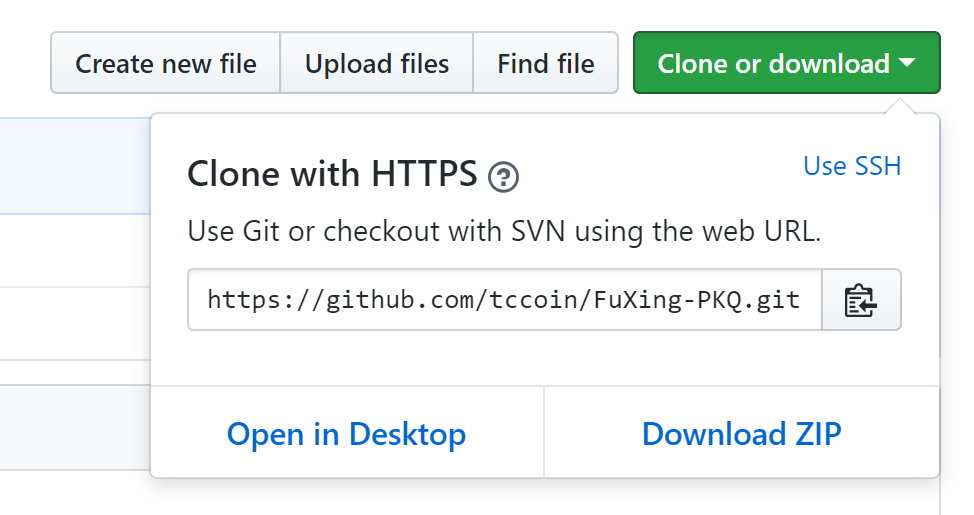 Create new file Upload files Find file Clone or download
Clone with HTTPS ? Use SSH
Use Git or checkout with SVN using the web URL.
https://github.com/tccoin/FuXing-PKQ.git
Open in Desktop Download ZIP